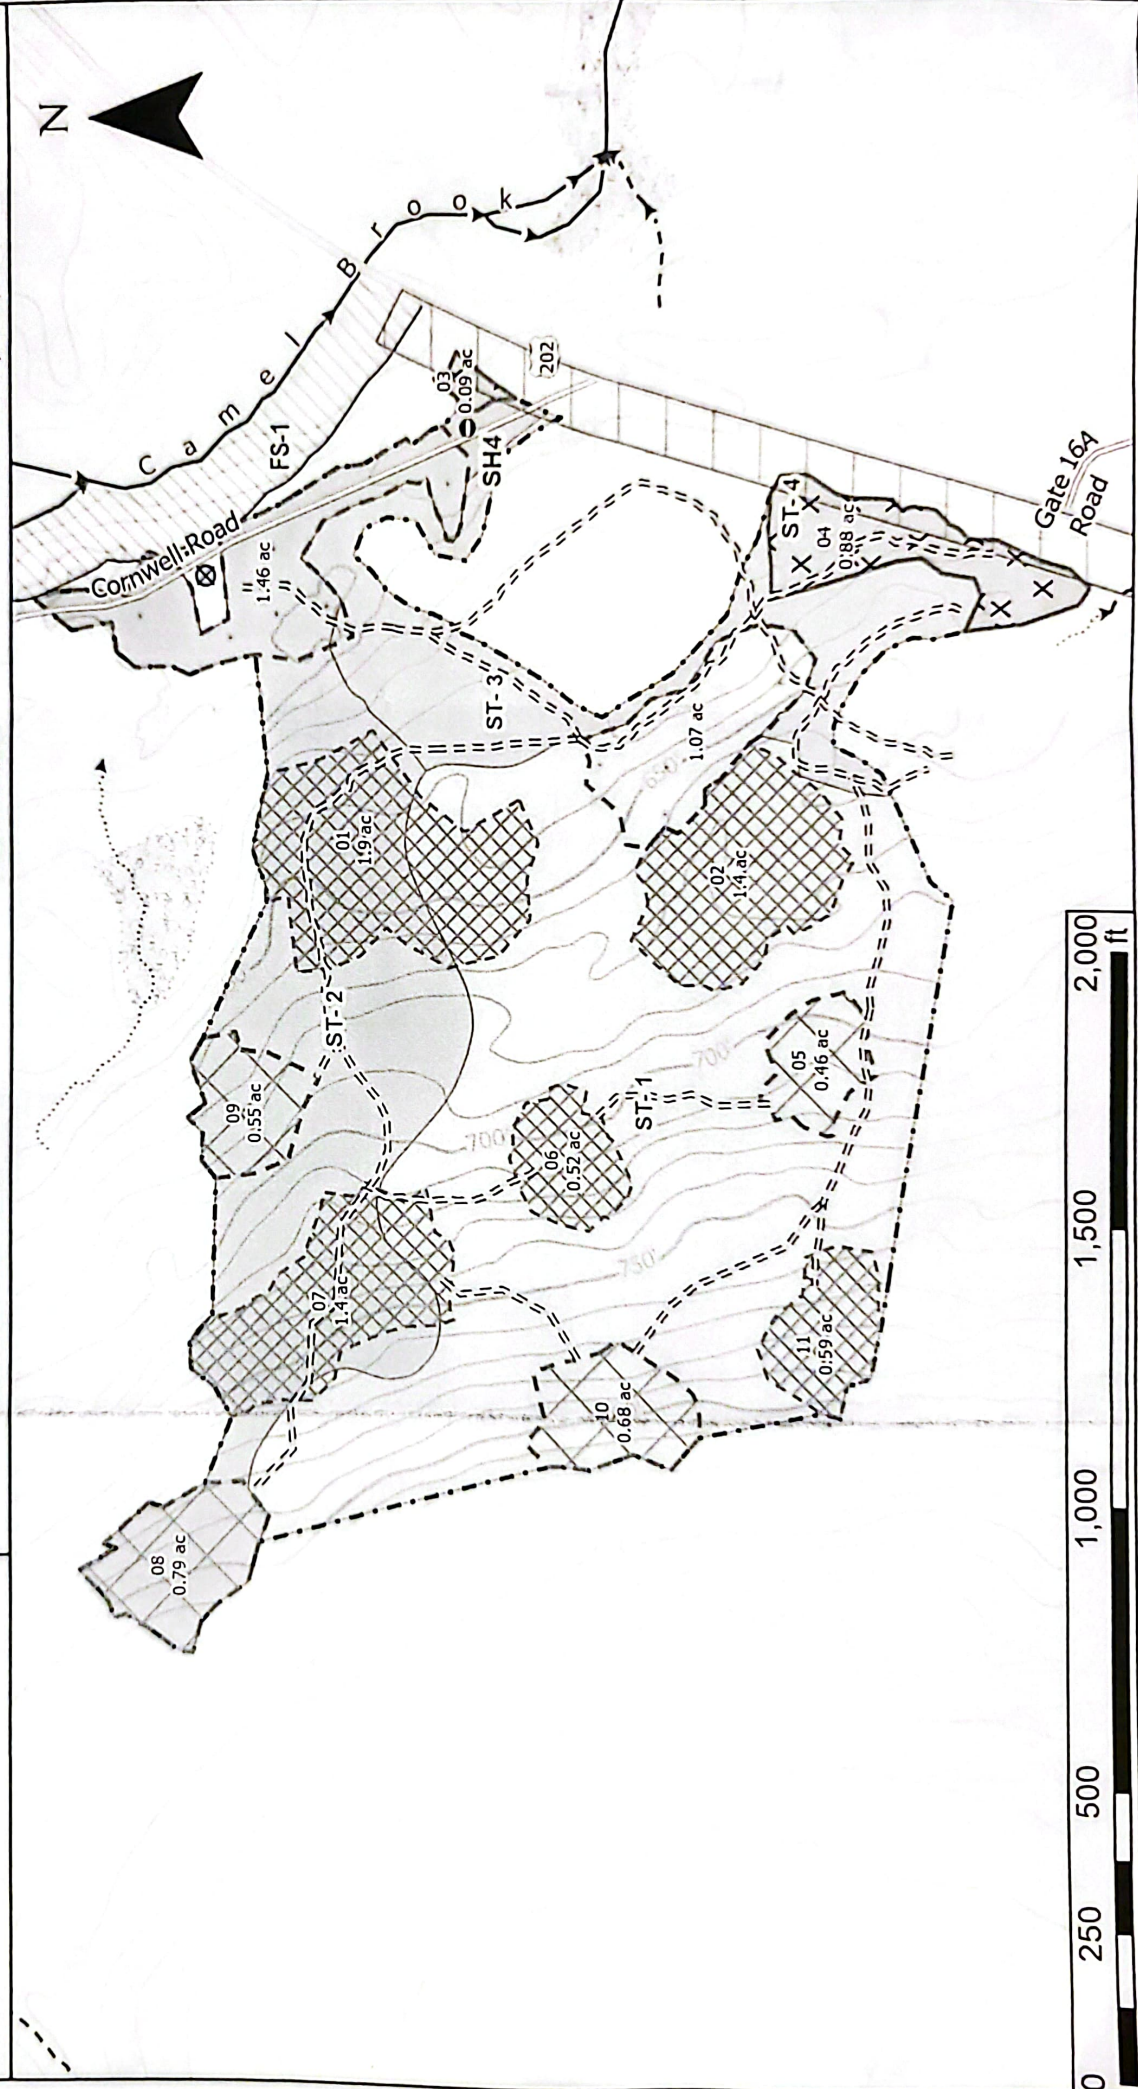 N
Camel Brook
FS-1
Cornwell Road
03
0.09 ac
202
SH4
1.46 ac
ST-4
04
0.88 ac
Gate 16A
Road
ST-3
1.07 ac
650'
01
1.9 ac
02
1.4 ac
ST-2
700'
05
0.46 ac
09
0.55 ac
ST-1
700'
06
0.52 ac
750'
07
1.4 ac
11
0.59 ac
10
0.68 ac
08
0.79 ac
0 250 500 1,000 1,500 2,000
ft